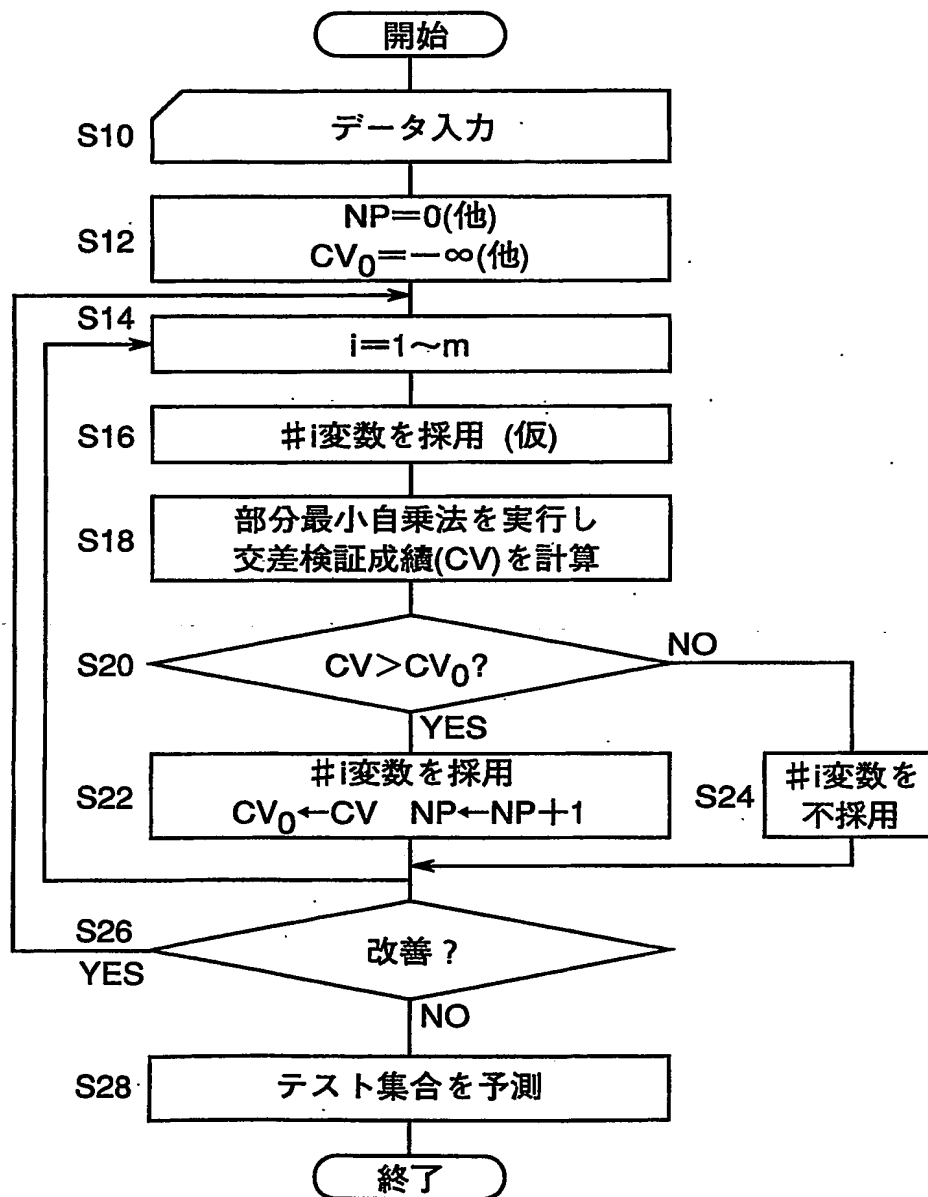 開始
S10
データ入力
S12
NP=0(他)
CV0=−∞(他)
S14
i=1〜m
S16
#i変数を採用 (仮)
S18
部分最小自乗法を実行し
交差検証成績(CV)を計算
S20
CV>CV0?
NO
YES
S22
#i変数を採用
CV0←CV NP←NP+1
S24
#i変数を
不採用
S26
改善?
YES
NO
S28
テスト集合を予測
終了